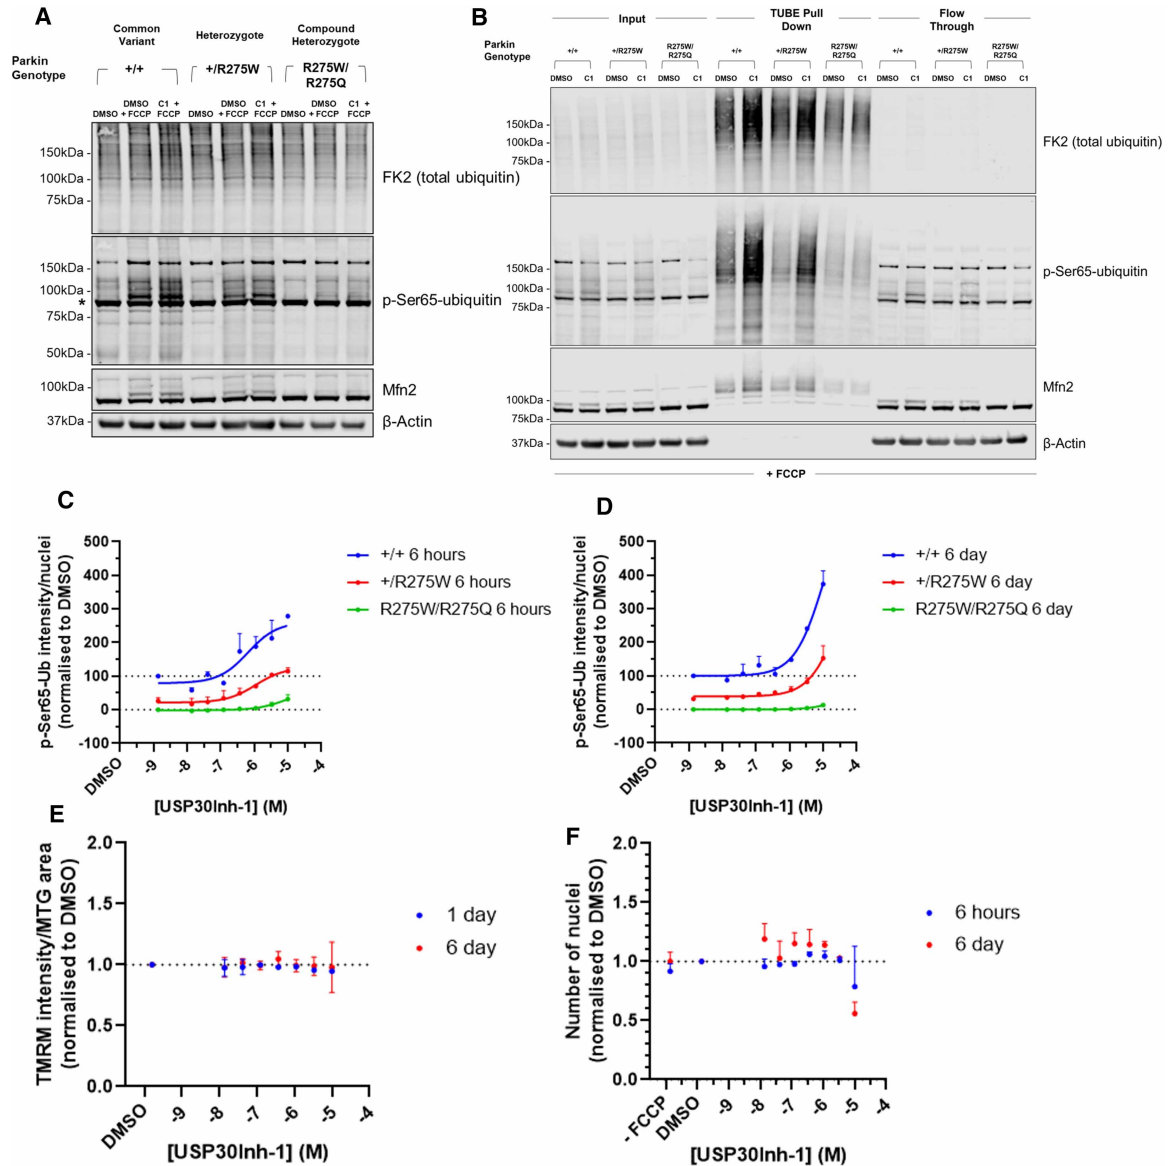 A
Common Variant
Heterozygote
Compound Heterozygote
Parkin Genotype
+/+
+/R275W
R275W/ R275Q
DMSO
DMSO + FCCP
C1 + FCCP
DMSO
DMSO + FCCP
C1 + FCCP
DMSO
DMSO + FCCP
C1 + FCCP
150kDa
100kDa
75kDa
FK2 (total ubiquitin)
150kDa
100kDa
*
75kDa
50kDa
p-Ser65-ubiquitin
100kDa
Mfn2
37kDa
β-Actin
B
Input
TUBE Pull Down
Flow Through
Parkin Genotype
+/+
+/R275W
R275W/ R275Q
+/+
+/R275W
R275W/ R275Q
+/+
+/R275W
R275W/ R275Q
DMSO C1 DMSO C1 DMSO C1 DMSO C1 DMSO C1 DMSO C1 DMSO C1 DMSO C1 DMSO C1
150kDa
100kDa
75kDa
FK2 (total ubiquitin)
150kDa
100kDa
75kDa
p-Ser65-ubiquitin
100kDa
75kDa
Mfn2
37kDa
β-Actin
+ FCCP
C
p-Ser65-Ub intensity/nuclei
(normalised to DMSO)
500
400
300
200
100
0
-100
DMSO -9 -8 -7 -6 -5 -4
[USP30Inh-1] (M)
+/+ 6 hours
+/R275W 6 hours
R275W/R275Q 6 hours
D
p-Ser65-Ub intensity/nuclei
(normalised to DMSO)
500
400
300
200
100
0
-100
DMSO -9 -8 -7 -6 -5 -4
[USP30Inh-1] (M)
+/+ 6 day
+/R275W 6 day
R275W/R275Q 6 day
E
TMRM intensity/MTG area
(normalised to DMSO)
2.0
1.5
1.0
0.5
0.0
DMSO -9 -8 -7 -6 -5 -4
[USP30Inh-1] (M)
1 day
6 day
F
Number of nuclei
(normalised to DMSO)
2.0
1.5
1.0
0.5
0.0
- FCCP DMSO -9 -8 -7 -6 -5 -4
[USP30Inh-1] (M)
6 hours
6 day